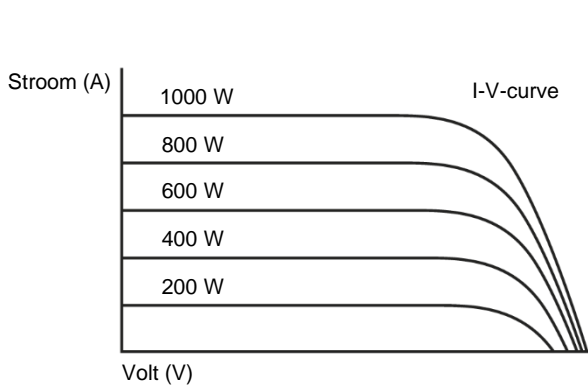 Stroom (A)
I-V-curve
1000 W
800 W
600 W
400 W
200 W
Volt (V)